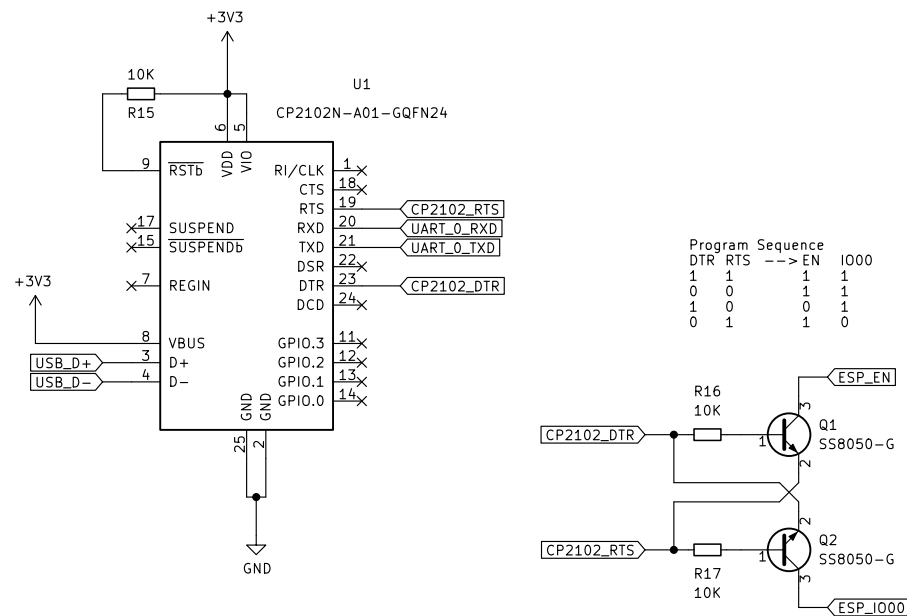 +3V3
10K
R15
U1
CP2102N-A01-GQFN24
6
5
VDD
VIO
9
RSTb
RI/CLK
1
CTS
18
RTS
19
CP2102_RTS
17
SUSPEND
RXD
20
UART_0_RXD
15
SUSPENDb
TXD
21
UART_0_TXD
DSR
22
7
REGIN
DTR
23
CP2102_DTR
DCD
24
+3V3
8
VBUS
GPIO.3
11
USB_D+
3
D+
GPIO.2
12
USB_D-
4
D-
GPIO.1
13
GPIO.0
14
GND
GND
25
2
GND
Program Sequence
DTR RTS --> EN IO00
1 1 1 1
0 0 1 1
1 0 0 1
0 1 1 0
ESP_EN
R16
10K
3
CP2102_DTR
1
Q1
SS8050-G
2
2
CP2102_RTS
1
Q2
SS8050-G
R17
10K
3
ESP_IO00